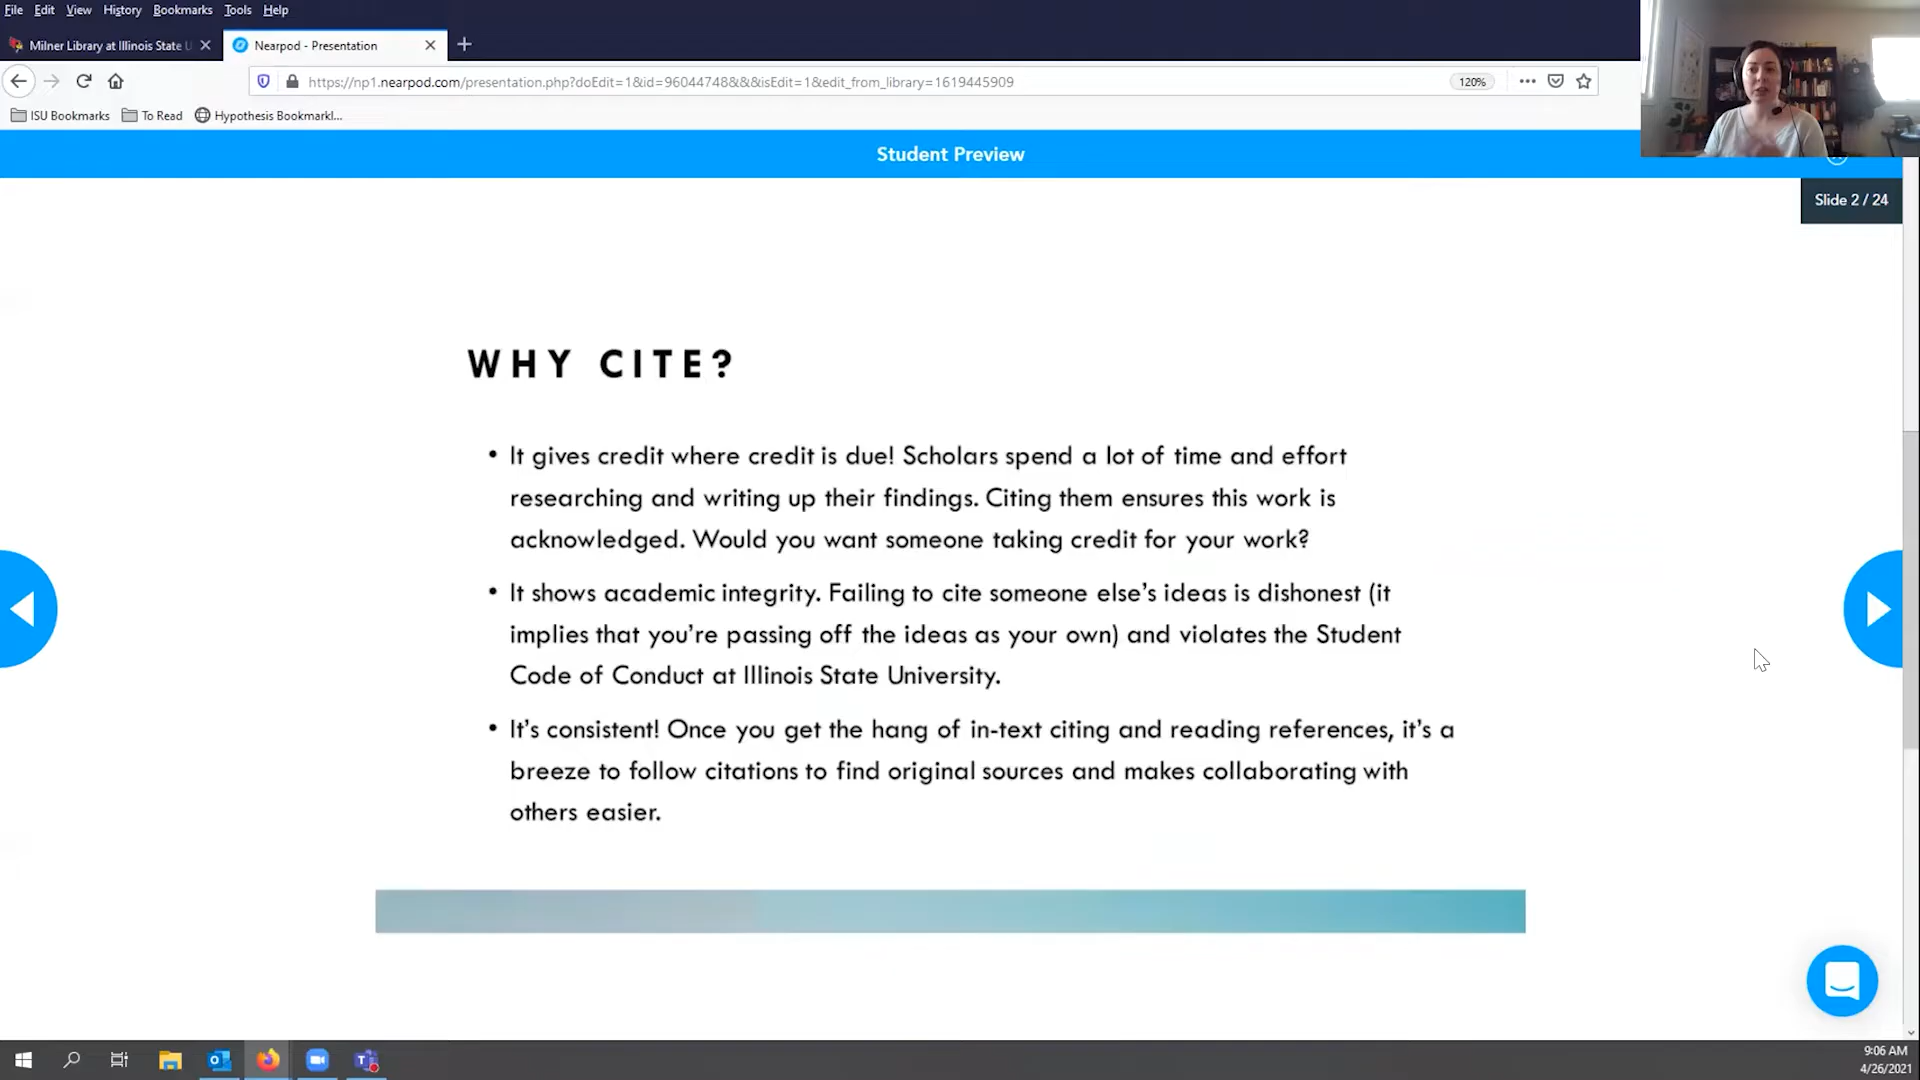 File Edit View History Bookmarks Tools Help
Milner Library at Illinois State U
Nearpod - Presentation
https://np1.nearpod.com/presentation.php?doEdit=1&id=96044748&&&isEdit=1&edit_from_library=1619445909
120%
ISU Bookmarks To Read Hypothesis Bookmarkl...
Student Preview
Slide 2 / 24
WHY CITE?
• It gives credit where credit is due! Scholars spend a lot of time and effort
researching and writing up their findings. Citing them ensures this work is
acknowledged. Would you want someone taking credit for your work?
• It shows academic integrity. Failing to cite someone else's ideas is dishonest (it
implies that you're passing off the ideas as your own) and violates the Student
Code of Conduct at Illinois State University.
• It's consistent! Once you get the hang of in-text citing and reading references, it's a
breeze to follow citations to find original sources and makes collaborating with
others easier.
9:06 AM
4/26/2021